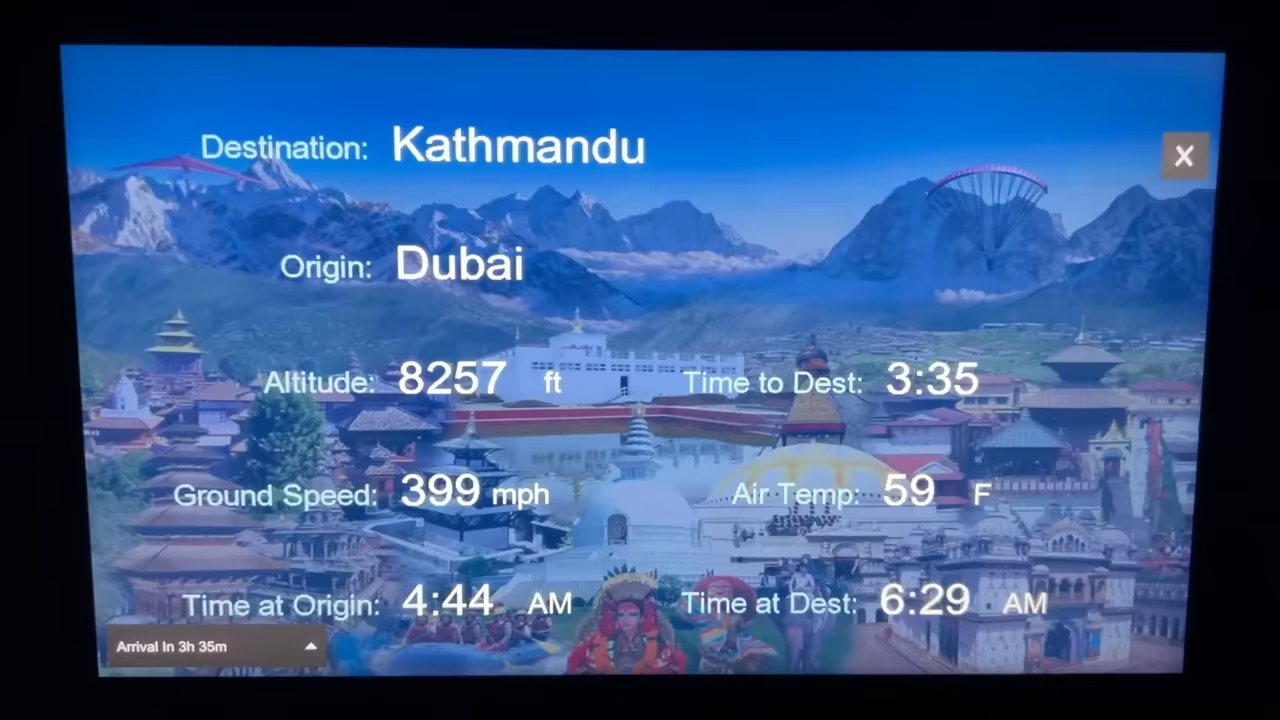 Destination: Kathmandu
X
Origin: Dubai
Altitude: 8257 ft
Time to Dest: 3:35
Ground Speed: 399 mph
Air Temp: 59 F
Time at Origin: 4:44 AM
Time at Dest: 6:29 AM
Arrival In 3h 35m